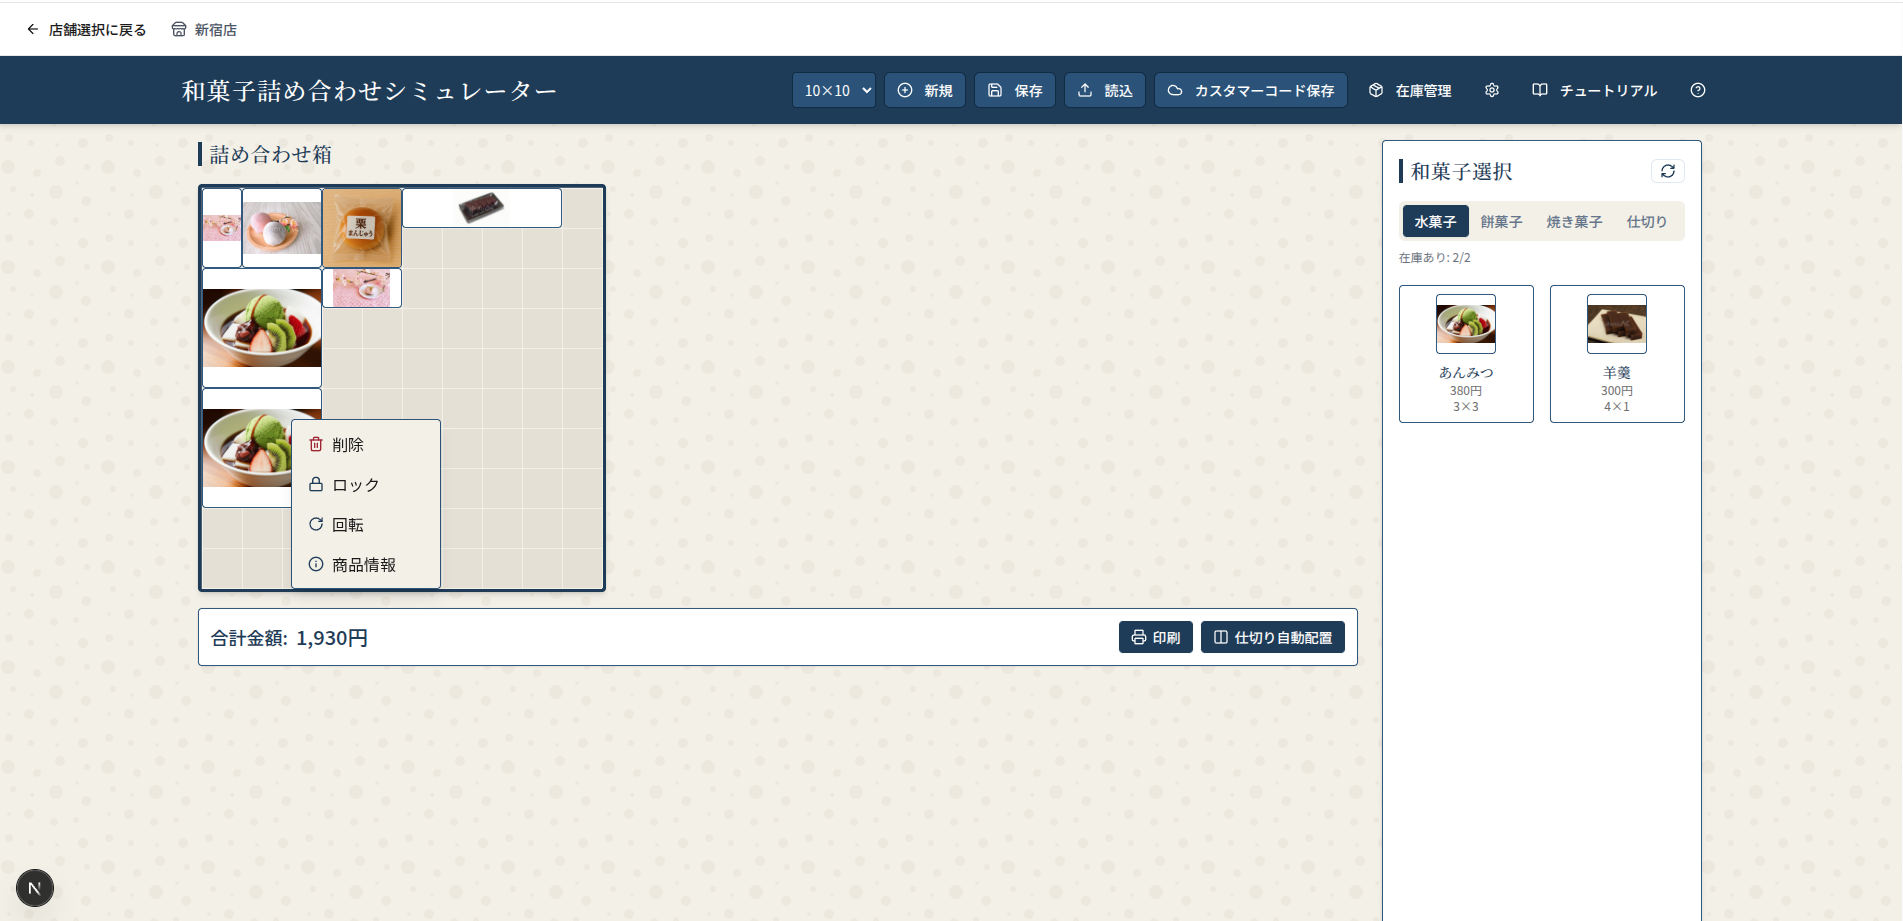 店舗選択に戻る 新宿店
和菓子詰め合わせシミュレーター 10×10 新規 保存 読込 カスタマーコード保存 在庫管理 チュートリアル
詰め合わせ箱
栗
まんじゅう
削除
ロック
回転
商品情報
合計金額: 1,930円 印刷 仕切り自動配置
和菓子選択
水菓子 餅菓子 焼き菓子 仕切り
在庫あり: 2/2
あんみつ 羊羹
380円 300円
3×3 4×1
N